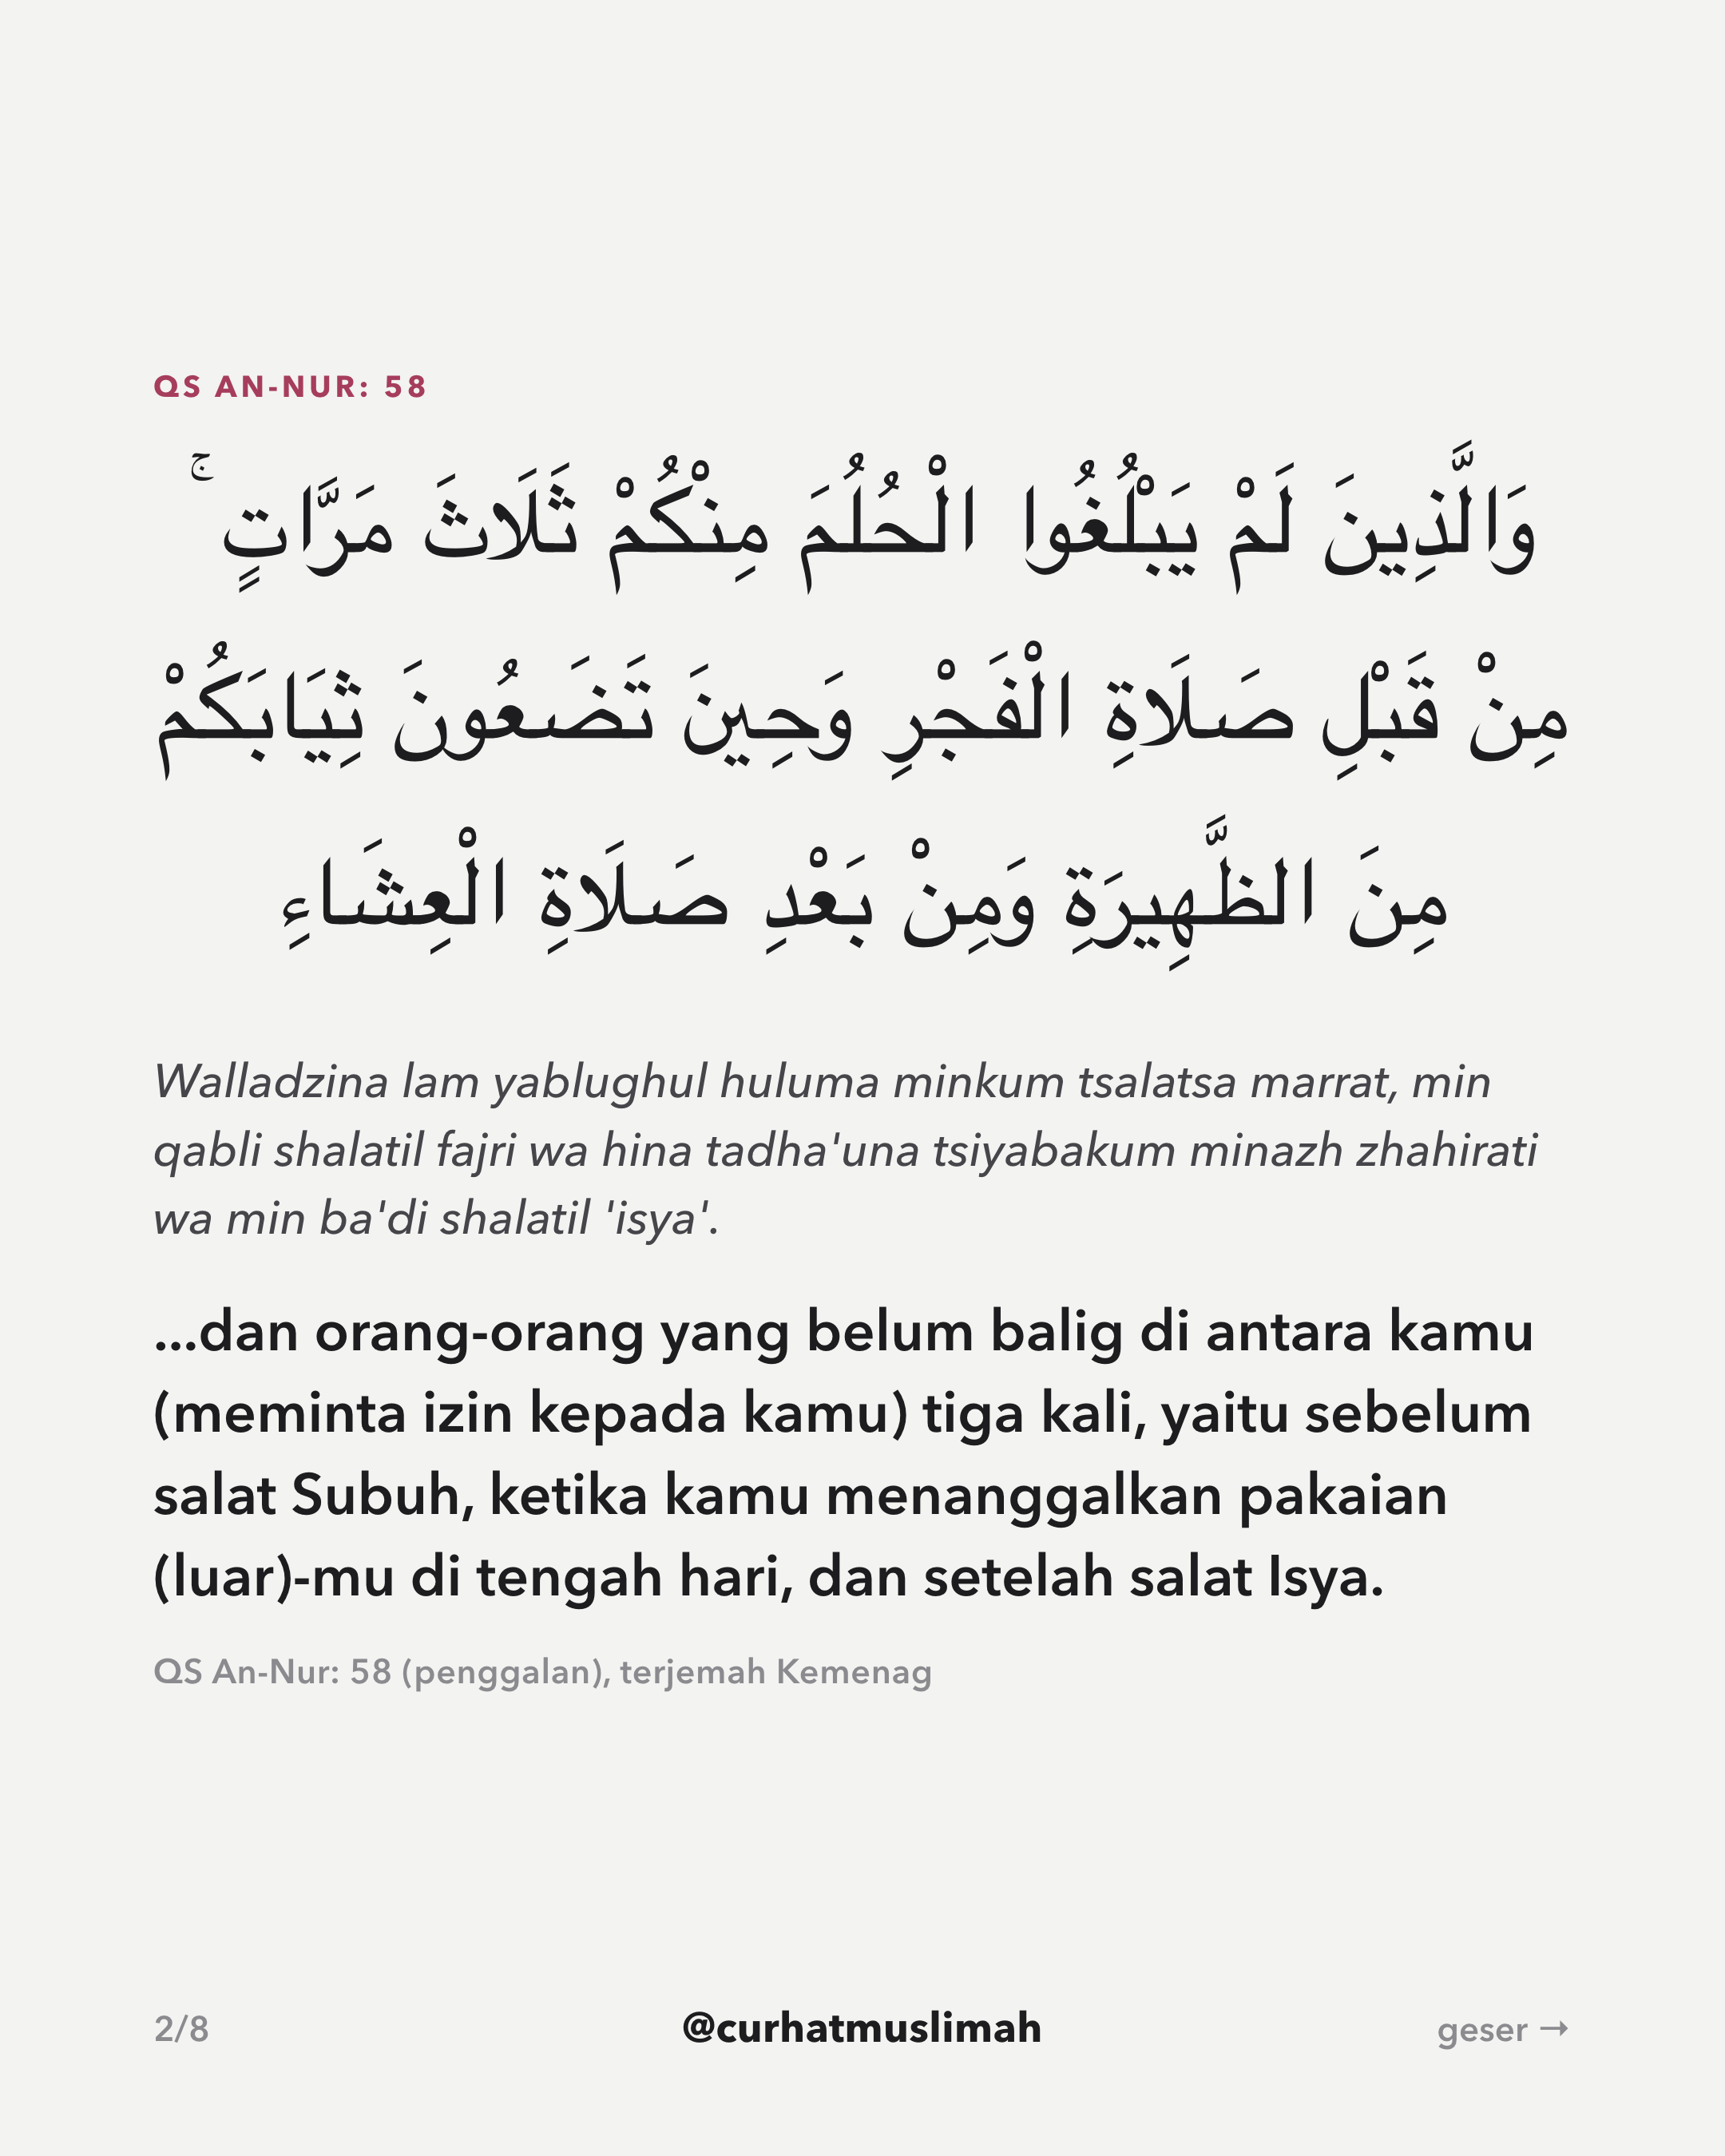 QS AN-NUR: 58
وَالَّذِينَ لَمْ يَبْلُغُوا الْحُلُمَ مِنْكُمْ ثَلَاثَ مَرَّاتٍ ۚ
مِنْ قَبْلِ صَلَاةِ الْفَجْرِ وَحِينَ تَضَعُونَ ثِيَابَكُمْ
مِنَ الظَّهِيرَةِ وَمِنْ بَعْدِ صَلَاةِ الْعِشَاءِ
Walladzina lam yablughul huluma minkum tsalatsa marrat, min
qabli shalatil fajri wa hina tadha'una tsiyabakum minazh zhahirati
wa min ba'di shalatil 'isya'.
...dan orang-orang yang belum balig di antara kamu
(meminta izin kepada kamu) tiga kali, yaitu sebelum
salat Subuh, ketika kamu menanggalkan pakaian
(luar)-mu di tengah hari, dan setelah salat Isya.
QS An-Nur: 58 (penggalan), terjemah Kemenag
2/8
@curhatmuslimah
geser →